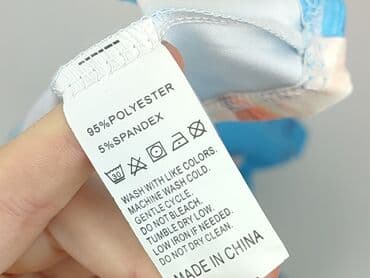 95%POLYESTER
5%SPANDEX
30
WASH WITH LIKE COLORS.
MACHINE WASH COLD.
GENTLE CYCLE.
DO NOT BLEACH.
TUMBLE DRY LOW.
LOW IRON IF NEEDED.
DO NOT DRY CLEAN.
MADE IN CHINA